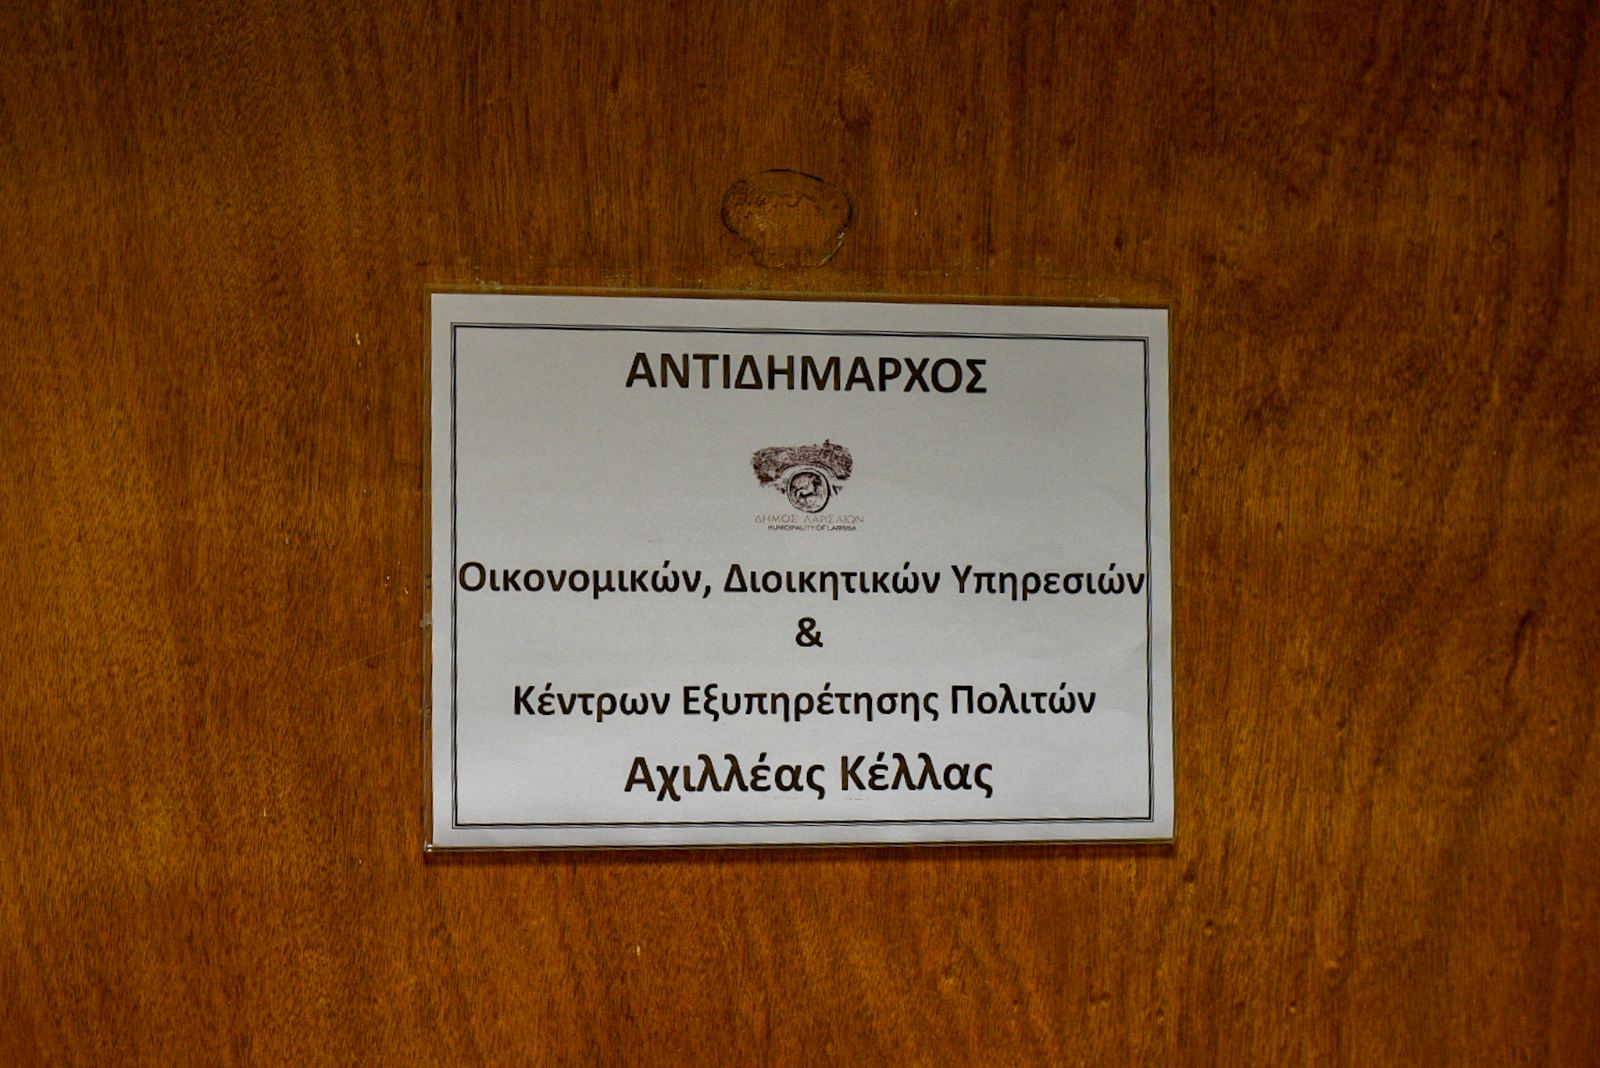 ΑΝΤΙΔΗΜΑΡΧΟΣ
ΔΗΜΟΣ ΛΑΡΙΣΑΙΩΝ
MUNICIPALITY OF LARISSA
Οικονομικών, Διοικητικών Υπηρεσιών
&
Κέντρων Εξυπηρέτησης Πολιτών
Αχιλλέας Κέλλας